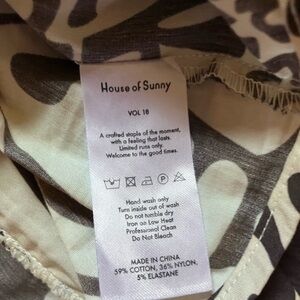 House of Sunny
VOL 18
A crafted staple of the moment,
with a feeling that lasts.
Limited runs only.
Welcome to the good times.
Hand wash only
Turn inside out of wash
Do not tumble dry
Iron on Low Heat
Professional Clean
Do Not Bleach
MADE IN CHINA
59% COTTON, 36% NYLON,
5% ELASTANE